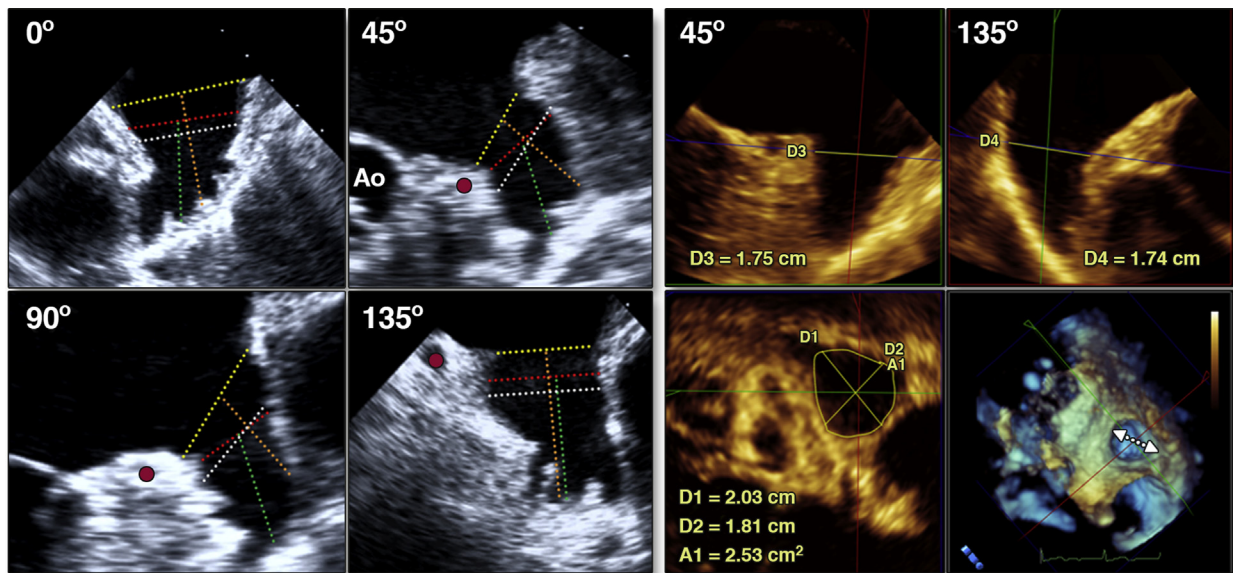 0º
45º
Ao
90º
135º
45º
D3
D3 = 1.75 cm
135º
D4
D4 = 1.74 cm
D1
D2
A1
D1 = 2.03 cm
D2 = 1.81 cm
A1 = 2.53 cm²